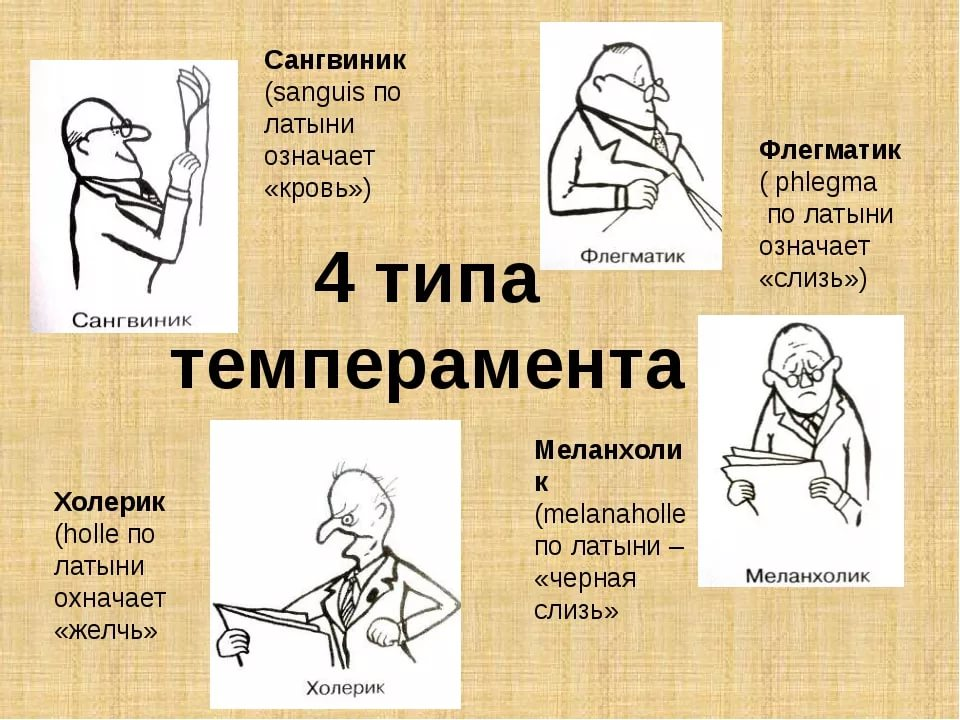 Сангвиник
(sanguis по
латыни
означает
«кровь»)
Сангвиник
Флегматик
Флегматик
( phlegma
по латыни
означает
«слизь»)
4 типа
темперамента
Холерик
(holle по
латыни
охначает
«желчь»
Холерик
Меланхоли
к
(melanaholle
по латыни –
«черная
слизь»
Меланхолик